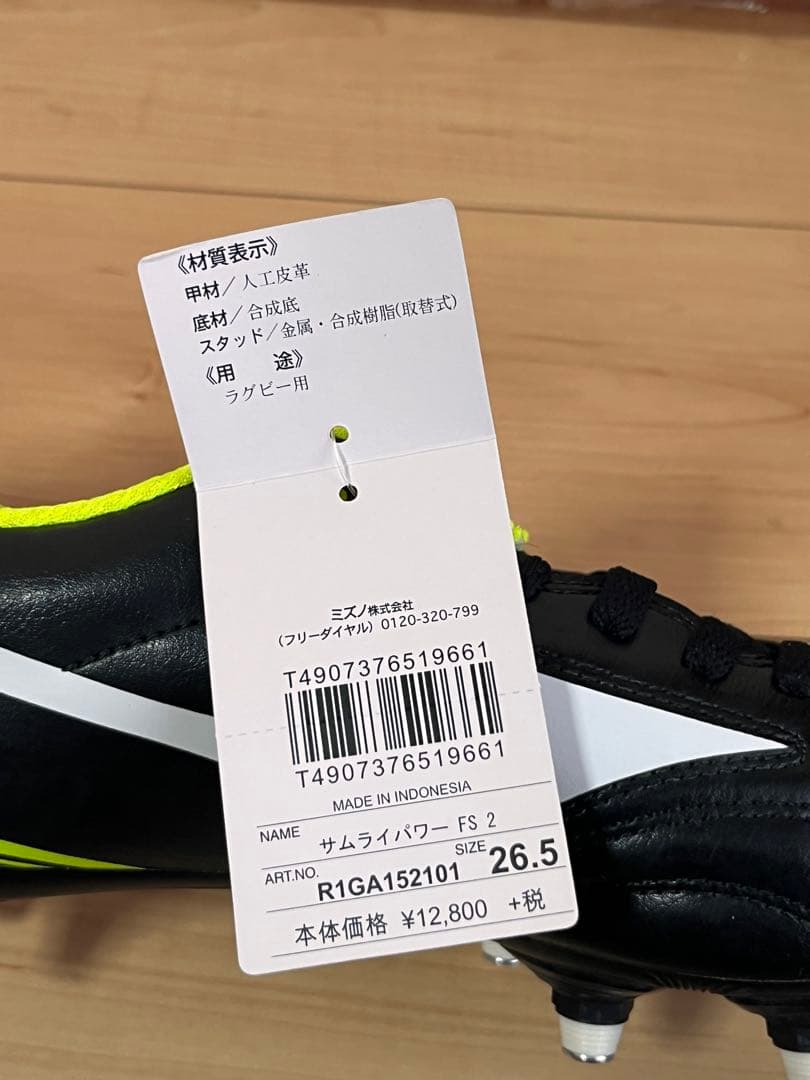 《材質表示》
甲材/人工皮革
底材/合成底
スタッド/金属・合成樹脂(取替式)
《用　途》
ラグビー用
ミズノ株式会社
(フリーダイヤル) 0120-320-799
T4907376519661
T4907376519661
MADE IN INDONESIA
NAME サムライパワー FS 2
ART.NO. R1GA152101 SIZE 26.5
本体価格 ¥12,800 +税